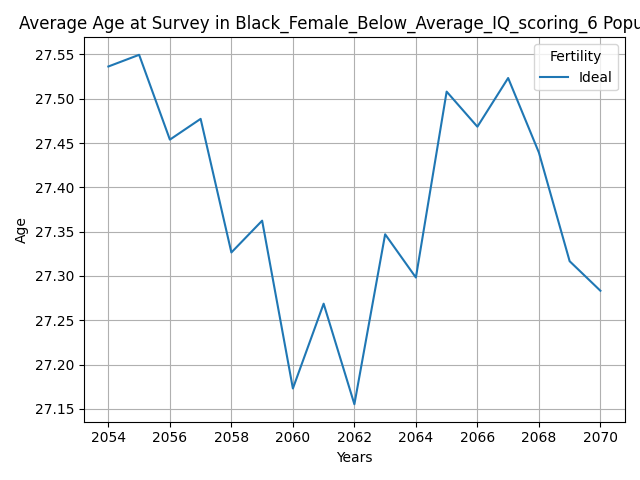 Average Age at Survey in Black_Female_Below_Average_IQ_scoring_6 Popu
Fertility
Ideal
27.55
27.50
27.45
27.40
27.35
27.30
27.25
27.20
27.15
Age
2054 2056 2058 2060 2062 2064 2066 2068 2070
Years